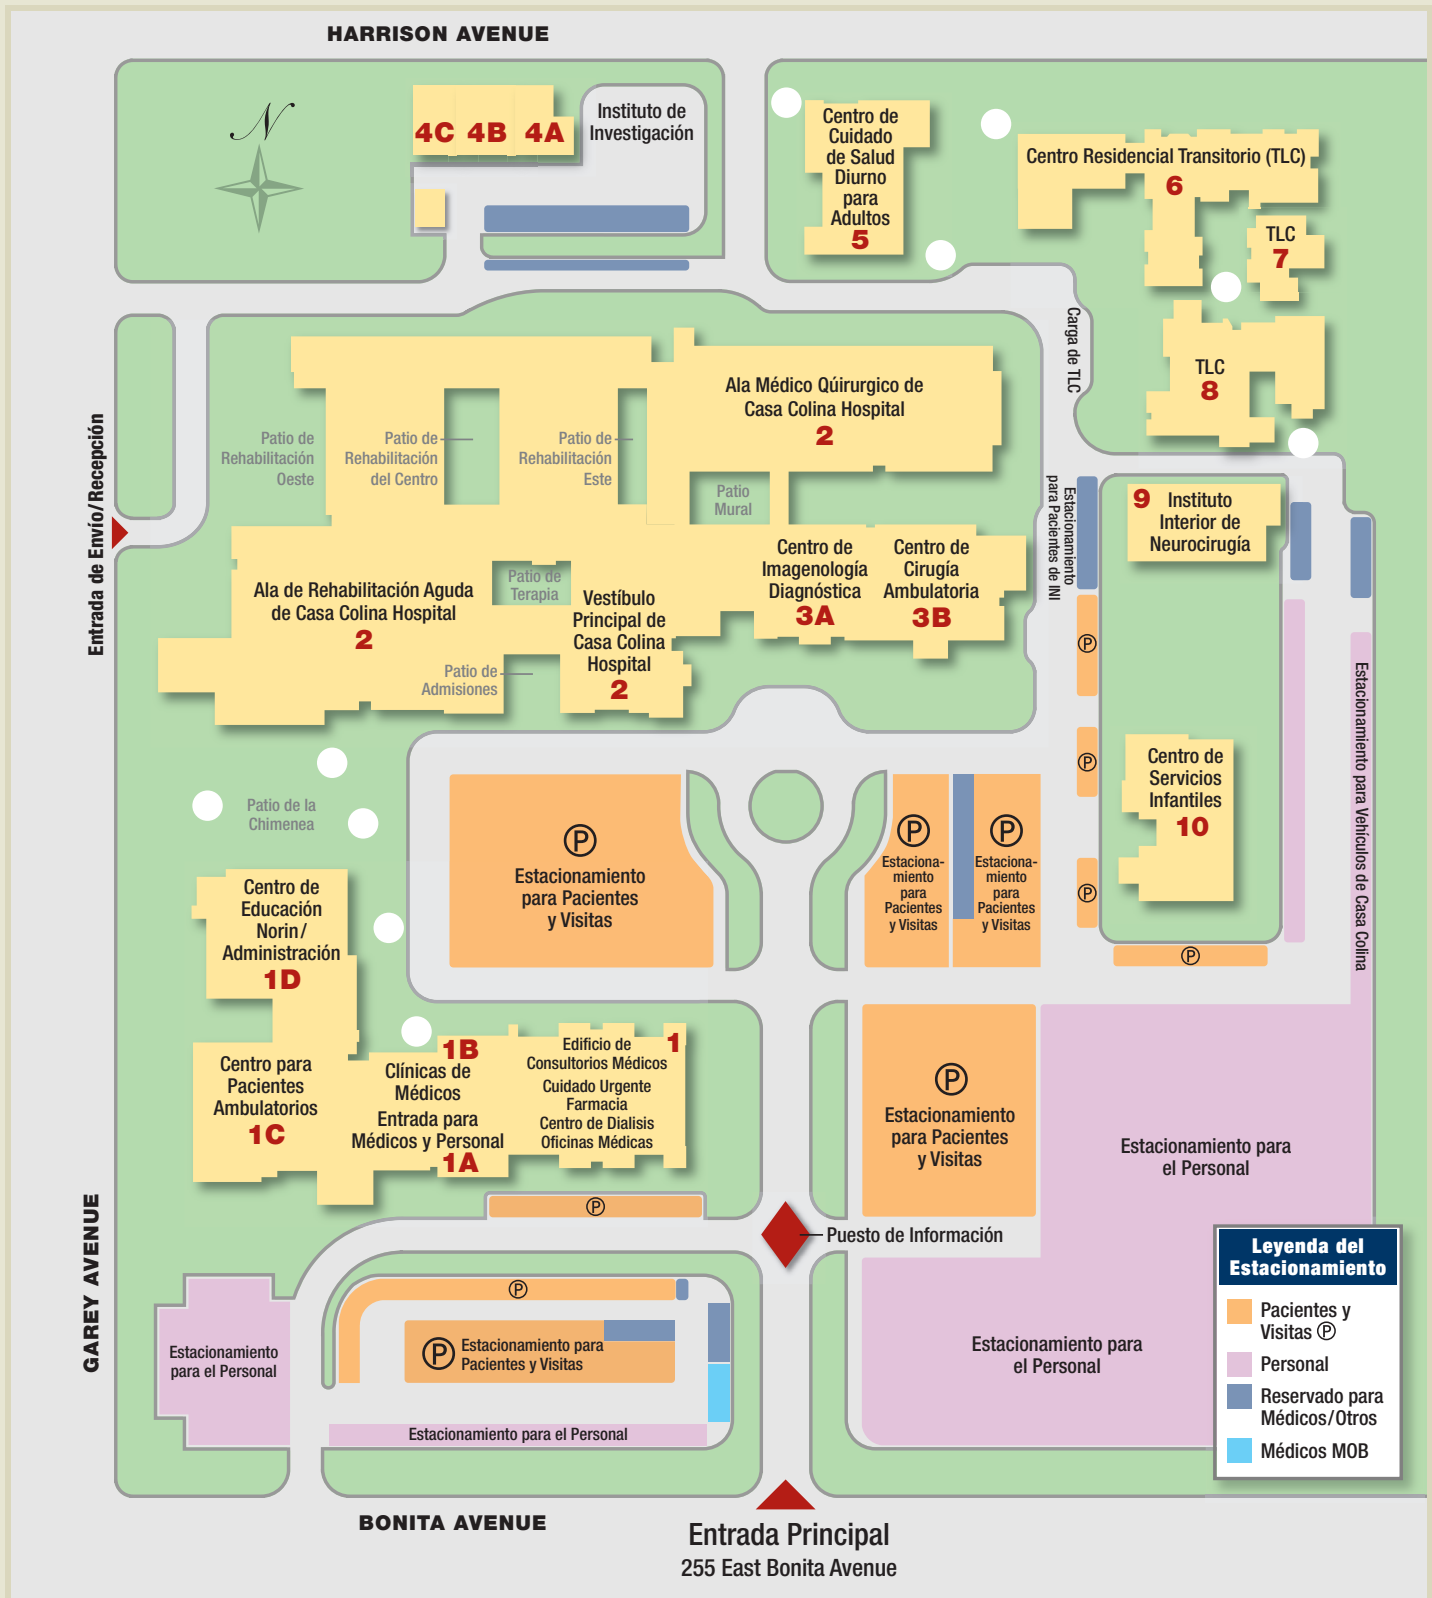 HARRISON AVENUE
N
4C 4B 4A
Instituto de
Investigación
Centro de
Cuidado
de Salud
Diurno
para
Adultos
5
Centro Residencial Transitorio (TLC)
6
TLC
7
TLC
8
Carga de TLC
Ala Médico Qúirurgico de
Casa Colina Hospital
2
Patio de
Rehabilitación
Oeste
Patio de
Rehabilitación
del Centro
Patio de
Rehabilitación
Este
Patio
Mural
Entrada de Envío/Recepción
Estacionamiento
para Pacientes de INI
9
Instituto
Interior de
Neurocirugía
Centro de
Imagenología
Diagnóstica
3A
Centro de
Cirugía
Ambulatoria
3B
Ala de Rehabilitación Aguda
de Casa Colina Hospital
2
Patio de
Terapia
Vestíbulo
Principal de
Casa Colina
Hospital
2
Patio de
Admisiones
P
P
P
P
Estacionamiento para Vehículos de Casa Colina
Centro de
Servicios
Infantiles
10
Patio de la
Chimenea
P
Estacionamiento
para Pacientes
y Visitas
P
Estaciona-
miento
para
Pacientes
y Visitas
P
Estaciona-
miento
para
Pacientes
y Visitas
Centro de
Educación
Norin/
Administración
1D
Centro para
Pacientes
Ambulatorios
1C
1B
Clínicas de
Médicos
Entrada para
Médicos y Personal
1A
1
Edificio de
Consultorios Médicos
Cuidado Urgente
Farmacia
Centro de Dialisis
Oficinas Médicas
P
Estacionamiento
para Pacientes
y Visitas
Estacionamiento para
el Personal
P
Puesto de Información
GAREY AVENUE
P
P
Estacionamiento para
Pacientes y Visitas
Estacionamiento
para el Personal
Estacionamiento para el Personal
Estacionamiento para
el Personal
Leyenda del
Estacionamiento
Pacientes y
Visitas P
Personal
Reservado para
Médicos/Otros
Médicos MOB
BONITA AVENUE
Entrada Principal
255 East Bonita Avenue